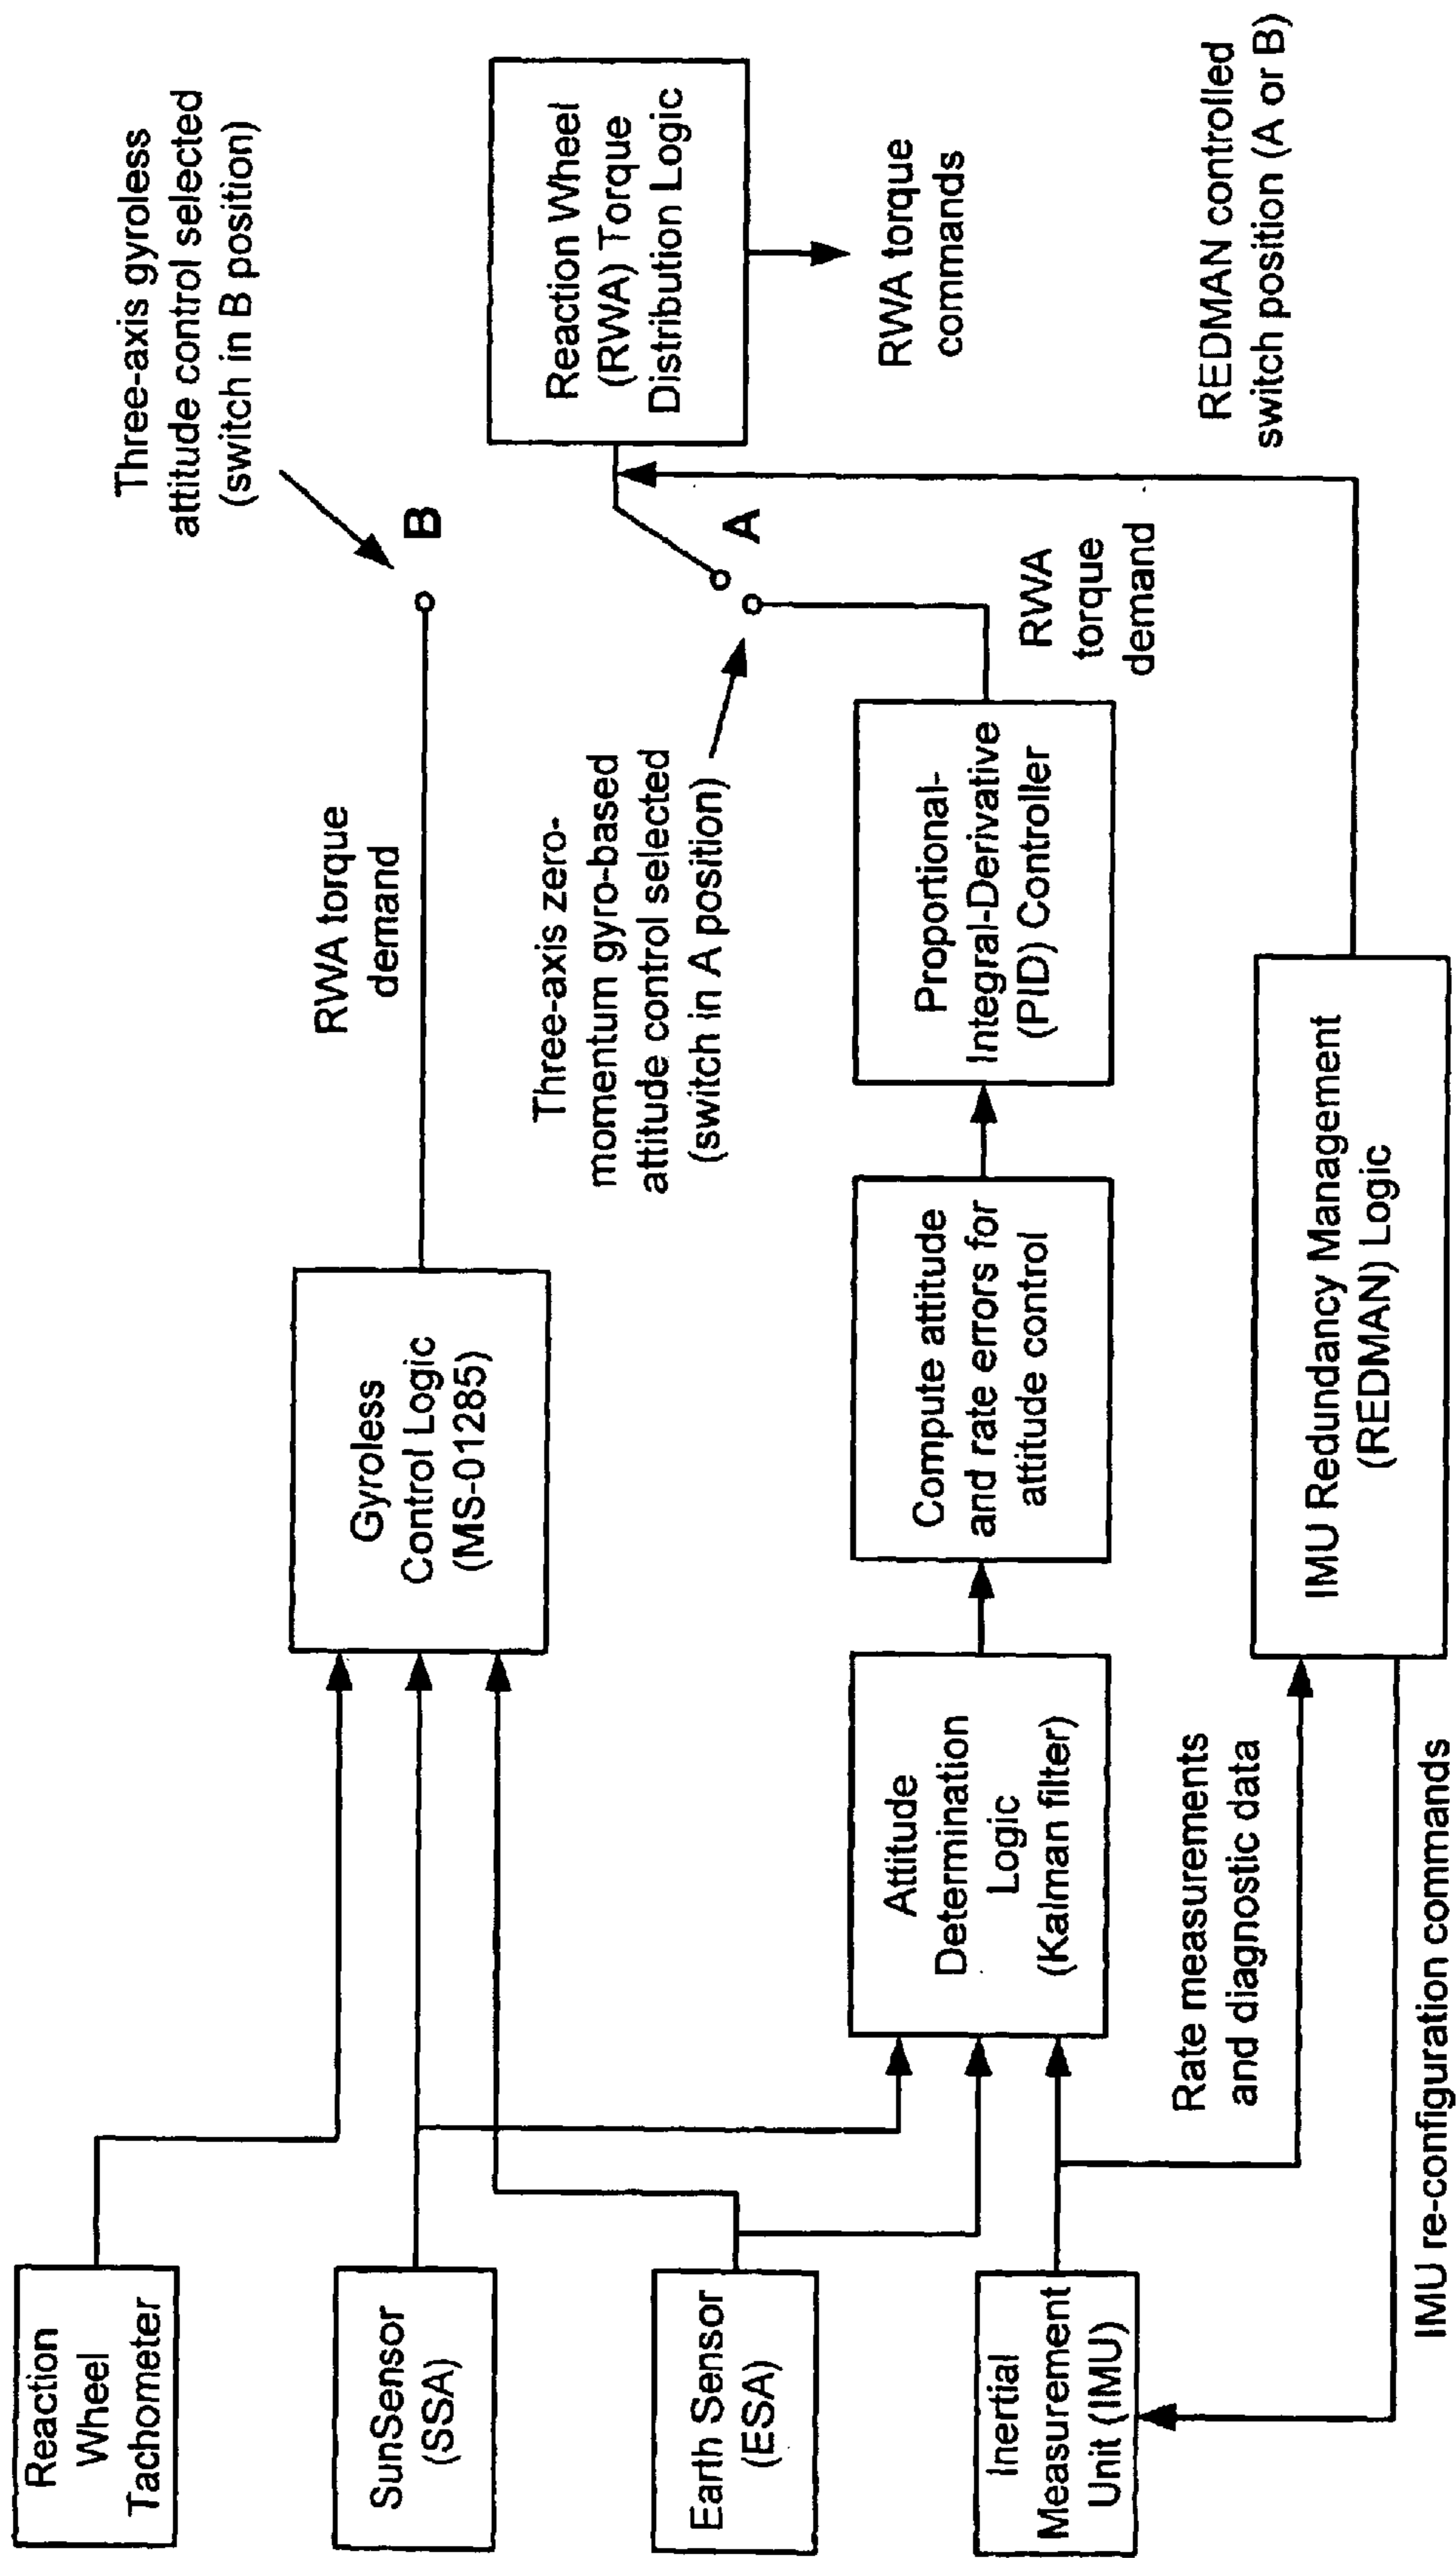 Reaction
Wheel
Tachometer
SunSensor
(SSA)
Earth Sensor
(ESA)
Inertial
Measurement
Unit (IMU)
Gyroless
Control Logic
(MS-01285)
RWA torque
demand
Three-axis gyroless
attitude control selected
(switch in B position)
B
Three-axis zero-
momentum gyro-based
attitude control selected
(switch in A position)
A
Reaction Wheel
(RWA) Torque
Distribution Logic
RWA torque
commands
Attitude
Determination
Logic
(Kalman filter)
Compute attitude
and rate errors for
attitude control
Proportional-
Integral-Derivative
(PID) Controller
RWA
torque
demand
Rate measurements
and diagnostic data
IMU Redundancy Management
(REDMAN) Logic
REDMAN controlled
switch position (A or B)
IMU re-configuration commands